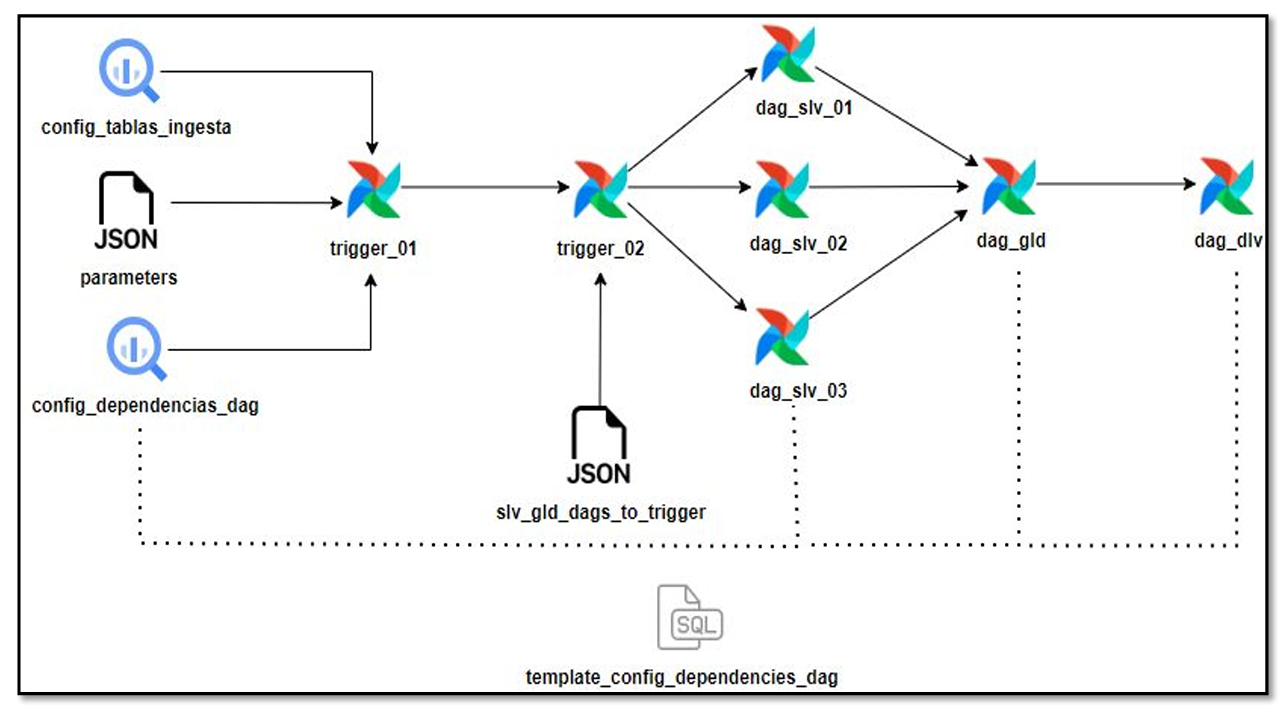 config_tablas_ingesta
JSON
parameters
config_dependencias_dag
trigger_01
trigger_02
JSON
slv_gld_dags_to_trigger
dag_slv_01
dag_slv_02
dag_slv_03
dag_gld
dag_dlv
SQL
template_config_dependencies_dag